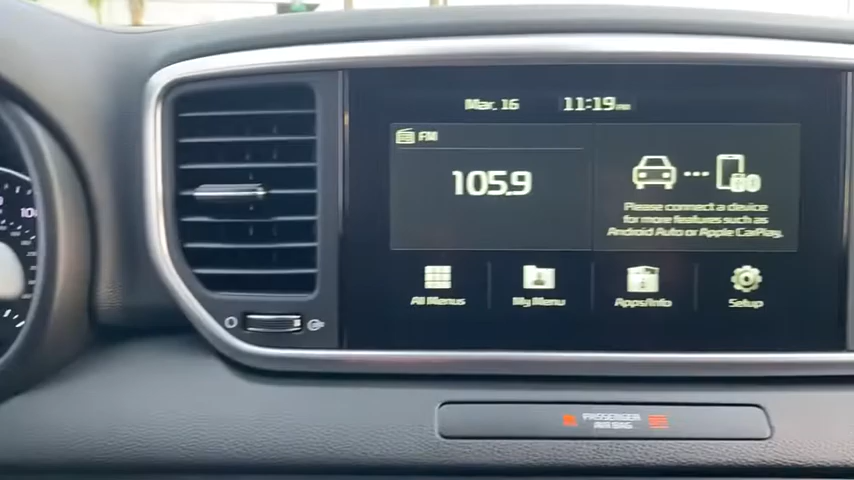 Mar. 16 11:19 PM
FM
105.9
Please connect a device
for more features such as
Android Auto or Apple CarPlay.
All Menus
My Menu
Apps/Info
Setup
PASSENGER
AIR BAG